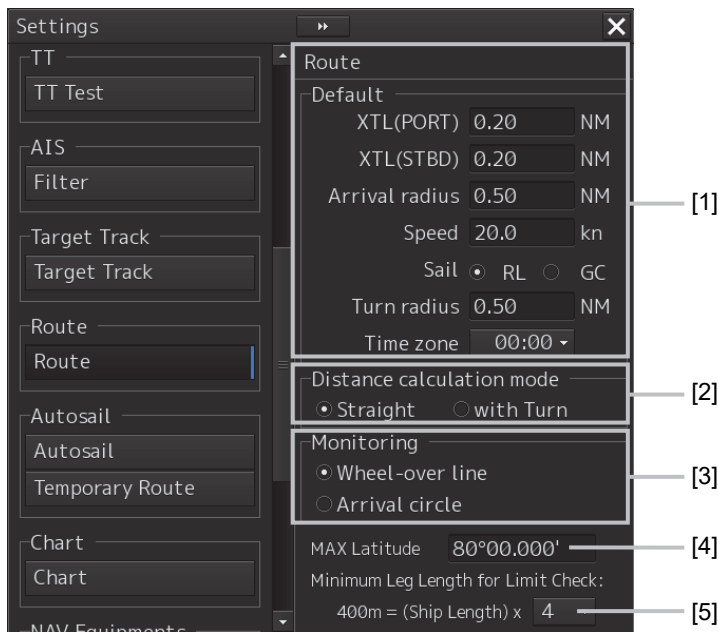 Settings
TT
TT Test
AIS
Filter
Target Track
Target Track
Route
Route
Autosail
Autosail
Temporary Route
Chart
Chart
NAV Equipments
Route
Default
XTL(PORT) 0.20 NM
XTL(STBD) 0.20 NM
Arrival radius 0.50 NM
Speed 20.0 kn
Sail RL GC
Turn radius 0.50 NM
Time zone 00:00
[1]
Distance calculation mode
Straight with Turn
[2]
Monitoring
Wheel-over line
Arrival circle
[3]
MAX Latitude 80°00.000'
[4]
Minimum Leg Length for Limit Check:
400m = (Ship Length) x 4
[5]